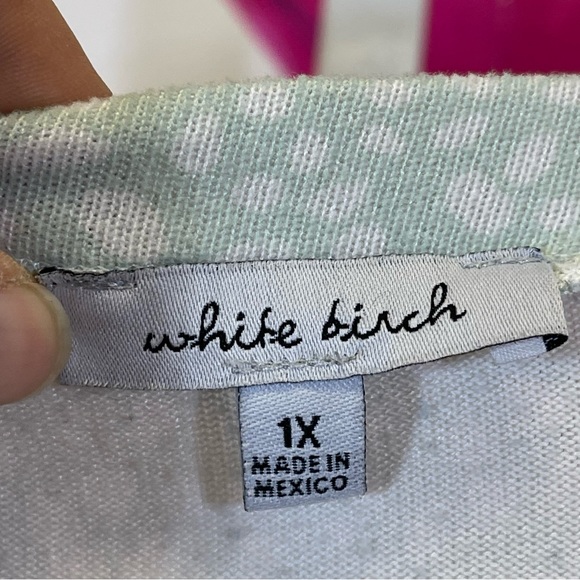 white birch
1X
MADE IN
MEXICO